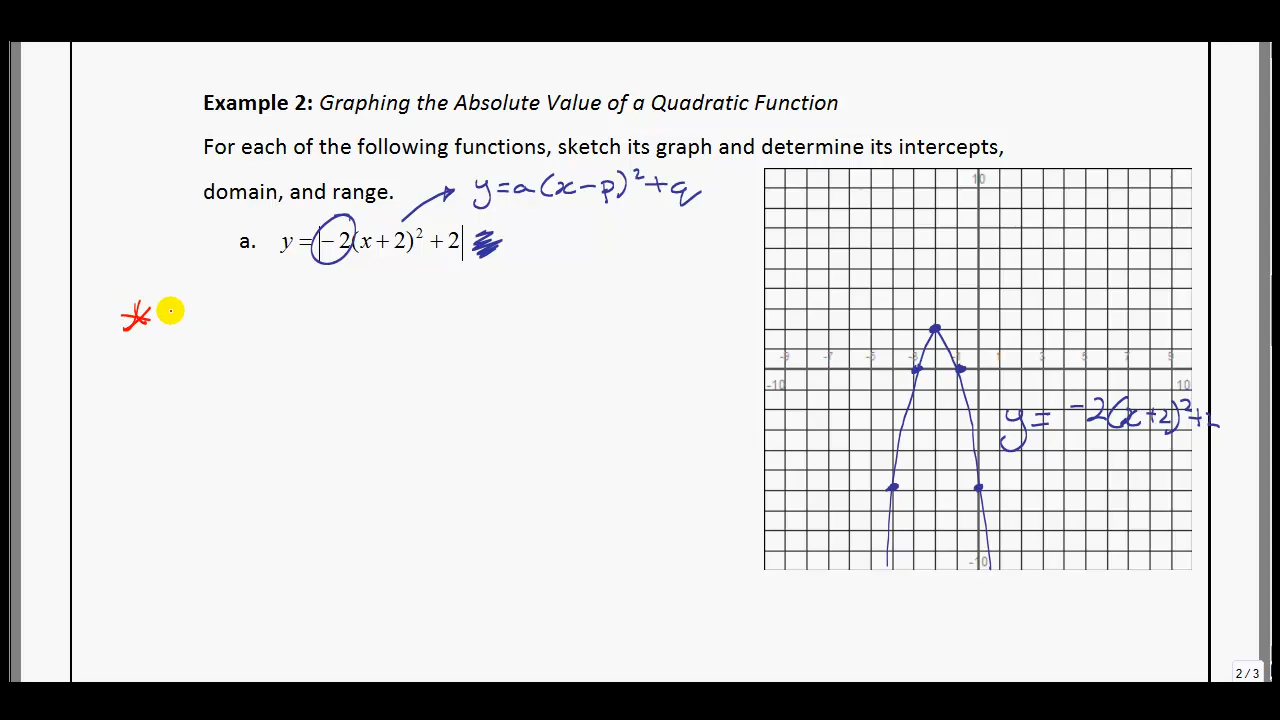 Example 2: Graphing the Absolute Value of a Quadratic Function
For each of the following functions, sketch its graph and determine its intercepts,
domain, and range.
y = a(x - p)² + q
a. y = |-2(x + 2)² + 2|
*
10
-9 -7 -5 -3 -1 1 3 5 7 9
-10 10
y = -2(x+2)²+2
-10
2 / 3